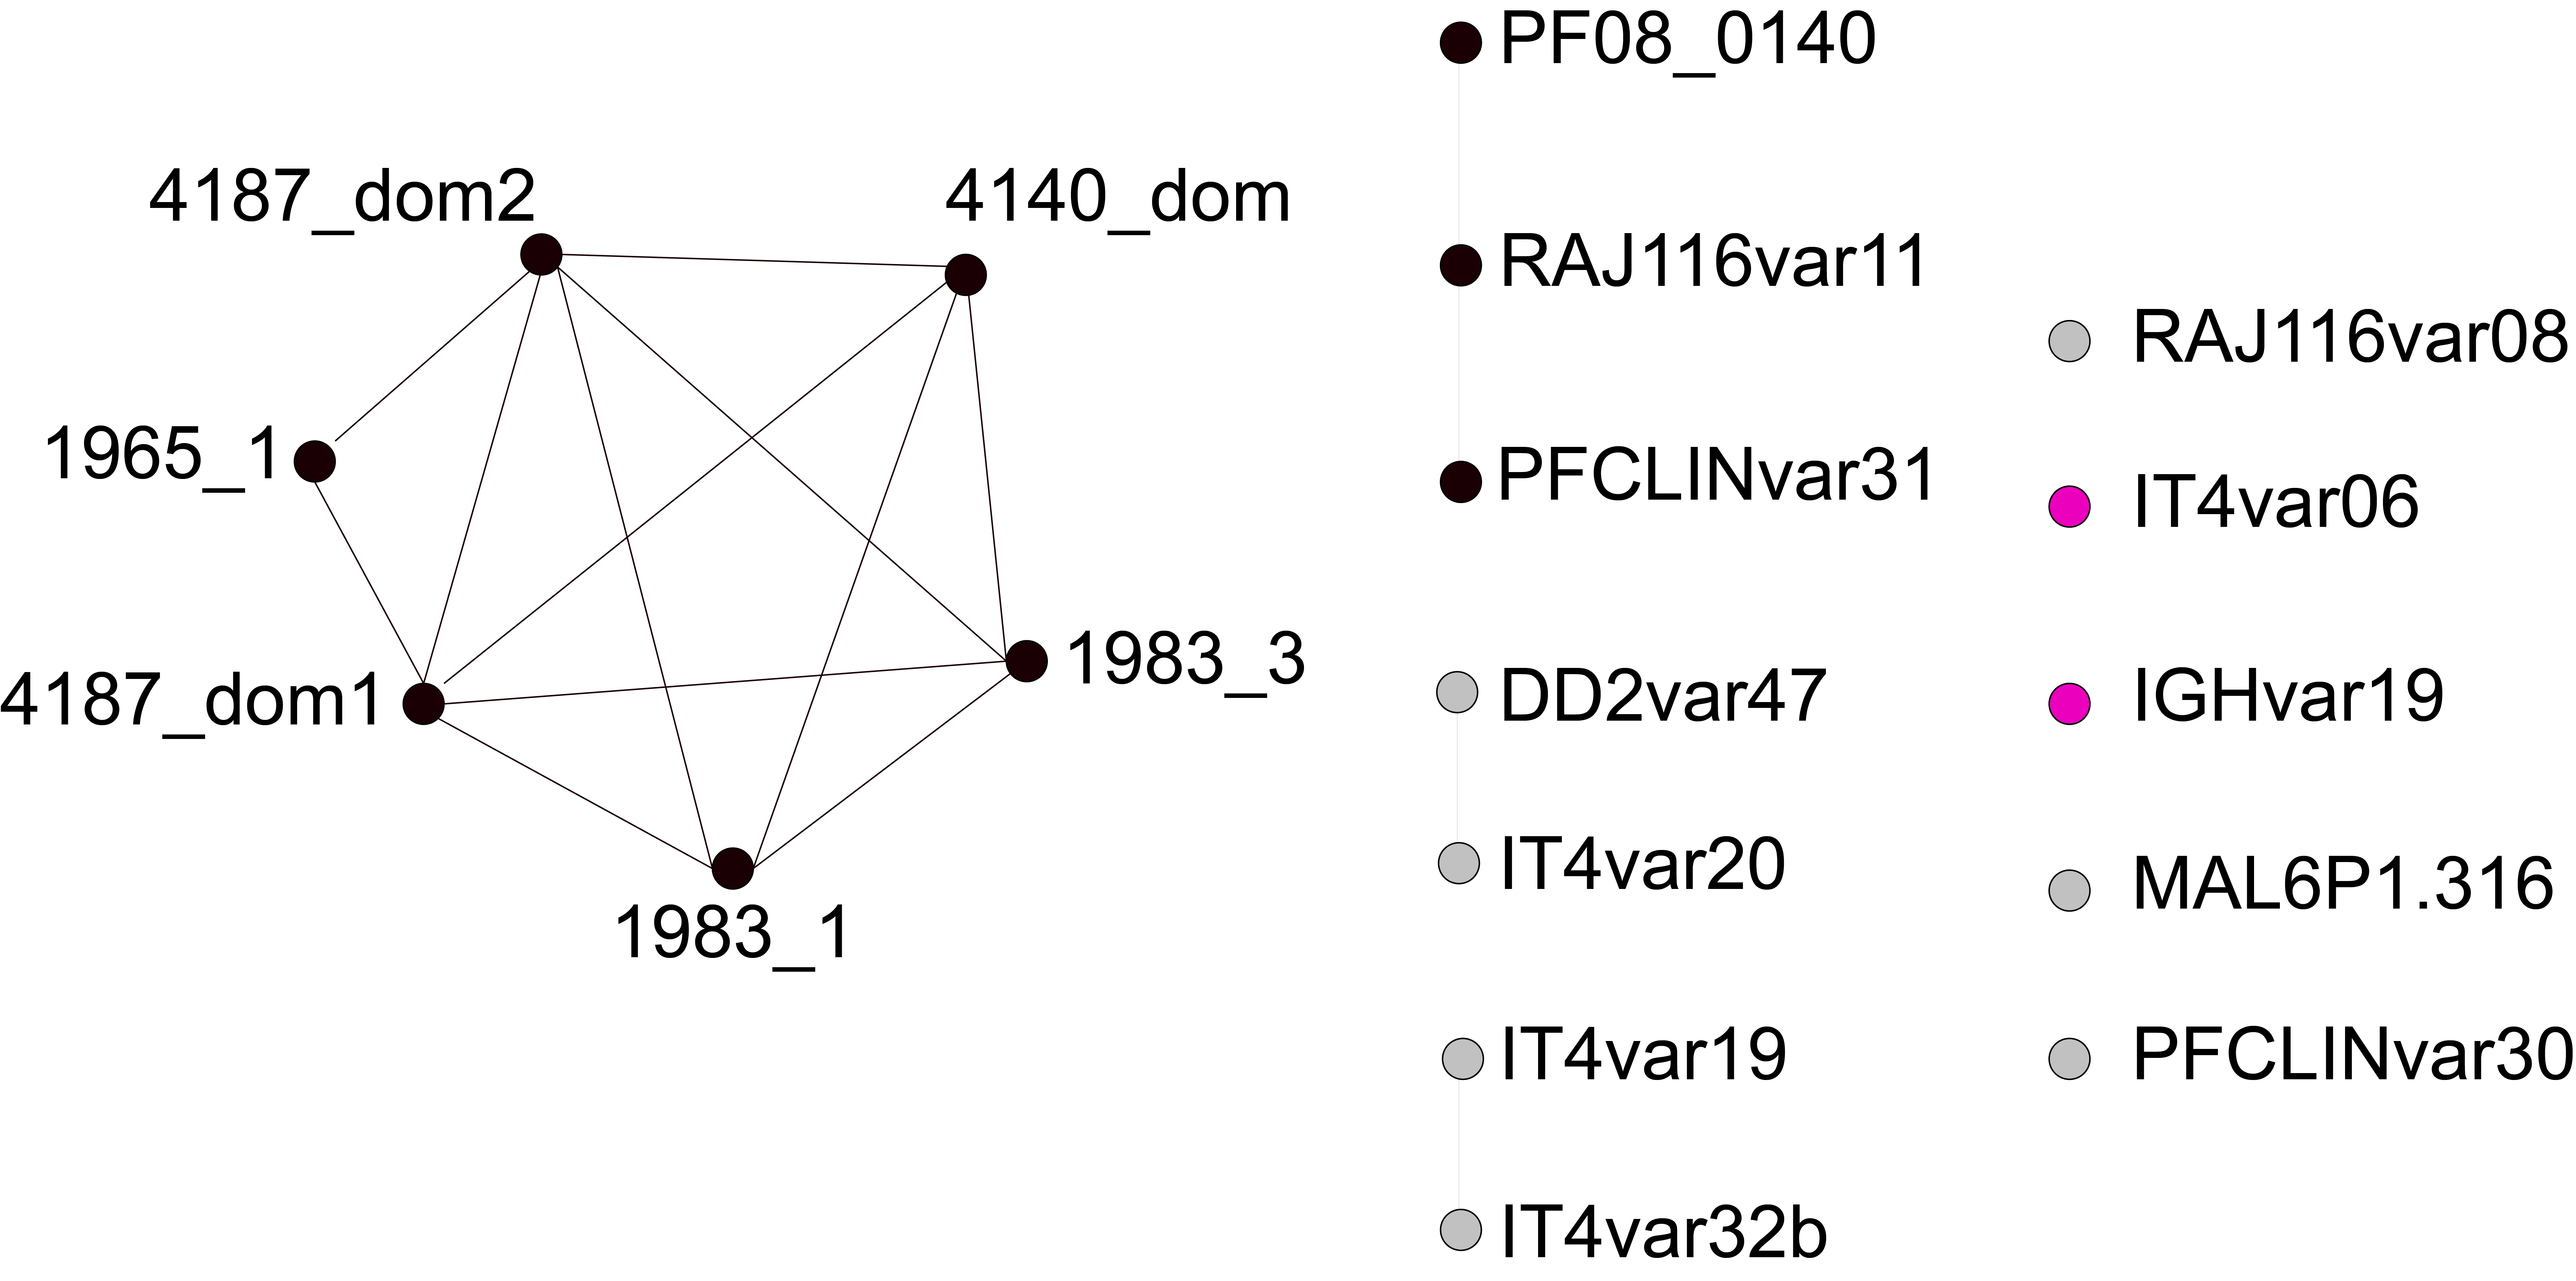 4187_dom2
4140_dom
1965_1
4187_dom1
1983_3
1983_1
PF08_0140
RAJ116var11
PFCLINvar31
DD2var47
IT4var20
IT4var19
IT4var32b
RAJ116var08
IT4var06
IGHvar19
MAL6P1.316
PFCLINvar30